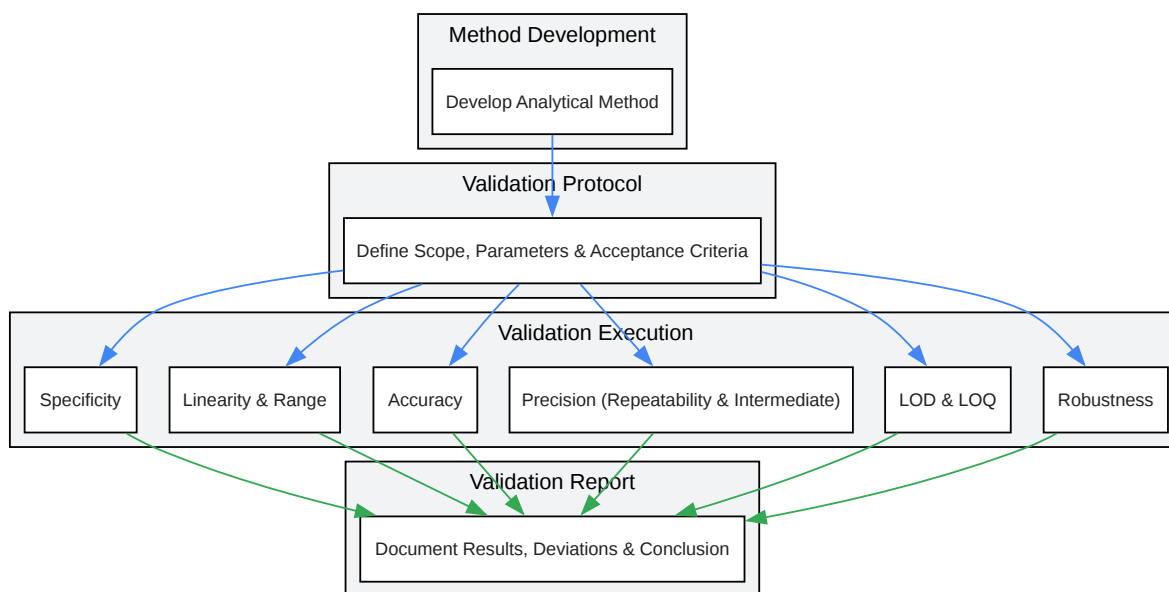 Method Development
Develop Analytical Method
Validation Protocol
Define Scope, Parameters & Acceptance Criteria
Validation Execution
Specificity
Linearity & Range
Accuracy
Precision (Repeatability & Intermediate)
LOD & LOQ
Robustness
Validation Report
Document Results, Deviations & Conclusion